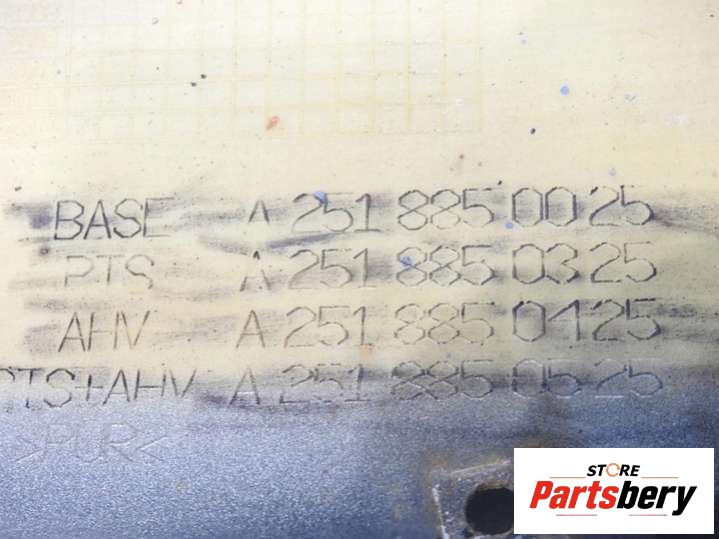 BASE A 251 885 00 25
PTS A 251 885 03 25
AHV A 251 885 04 25
PTS+AHV A 251 885 05 25
>PUR<
STORE
Partsbery